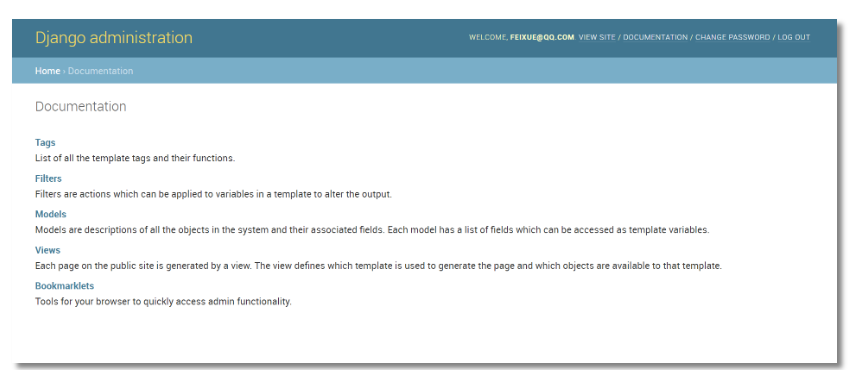 Django administration
WELCOME, FEIXUE@QQ.COM. VIEW SITE / DOCUMENTATION / CHANGE PASSWORD / LOG OUT
Home › Documentation
Documentation
Tags
List of all the template tags and their functions.
Filters
Filters are actions which can be applied to variables in a template to alter the output.
Models
Models are descriptions of all the objects in the system and their associated fields. Each model has a list of fields which can be accessed as template variables.
Views
Each page on the public site is generated by a view. The view defines which template is used to generate the page and which objects are available to that template.
Bookmarklets
Tools for your browser to quickly access admin functionality.